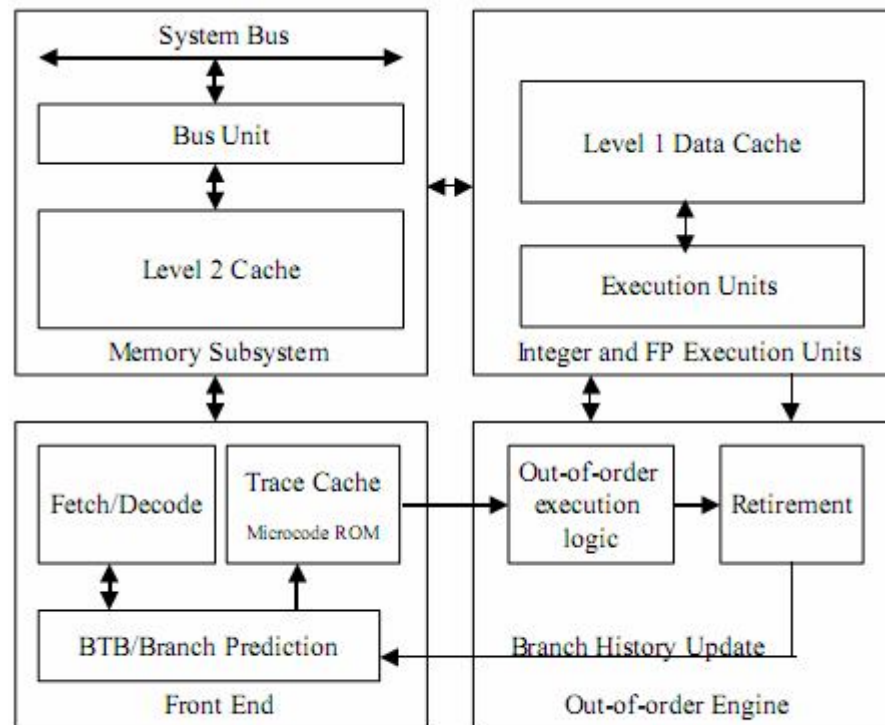 System Bus
Bus Unit
Level 2 Cache
Memory Subsystem
Level 1 Data Cache
Execution Units
Integer and FP Execution Units
Fetch/Decode
Trace Cache
Microcode ROM
BTB/Branch Prediction
Front End
Out-of-order
execution
logic
Retirement
Branch History Update
Out-of-order Engine